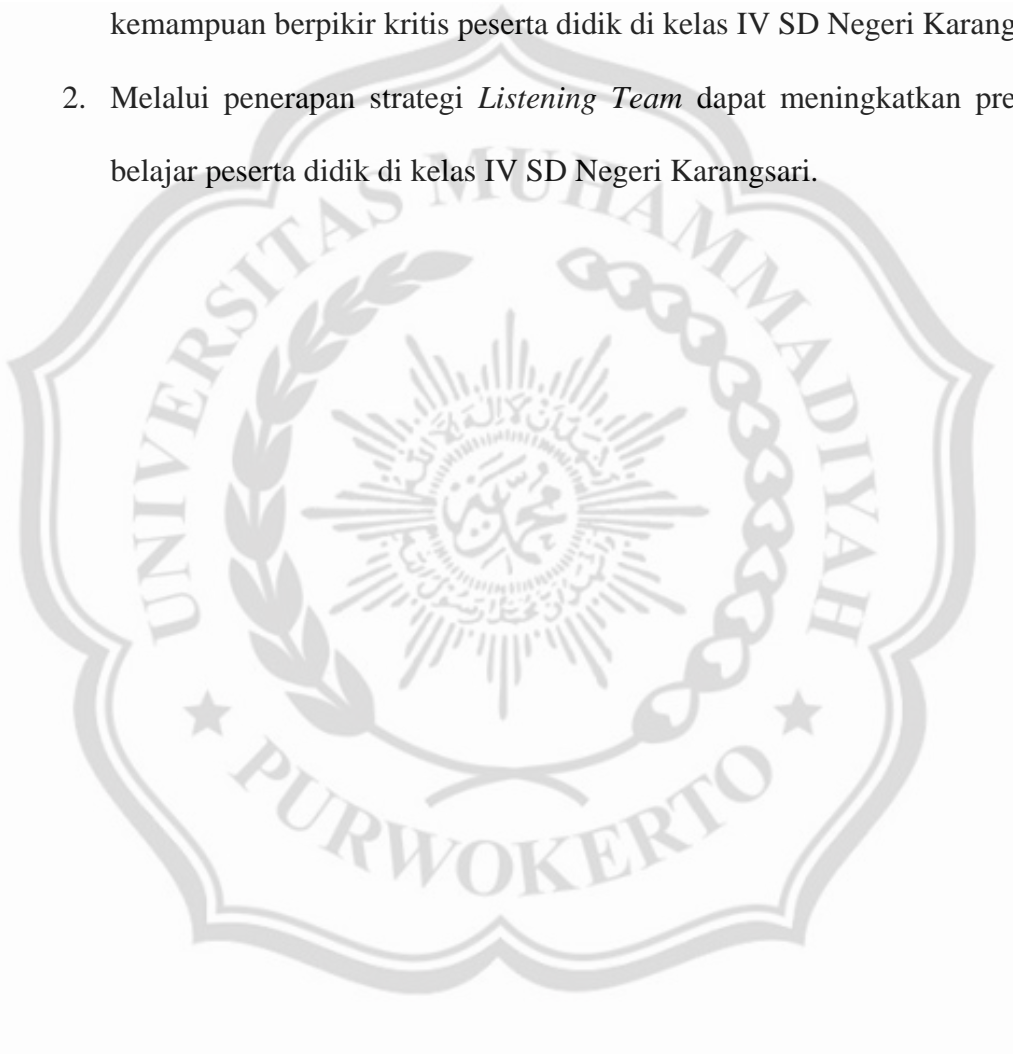 kemampuan berpikir kritis peserta didik di kelas IV SD Negeri Karang
2. Melalui penerapan strategi Listening Team dapat meningkatkan pre
belajar peserta didik di kelas IV SD Negeri Karangsari.
UNIVERSITAS MUHAMMADIYAH
PURWOKERTO